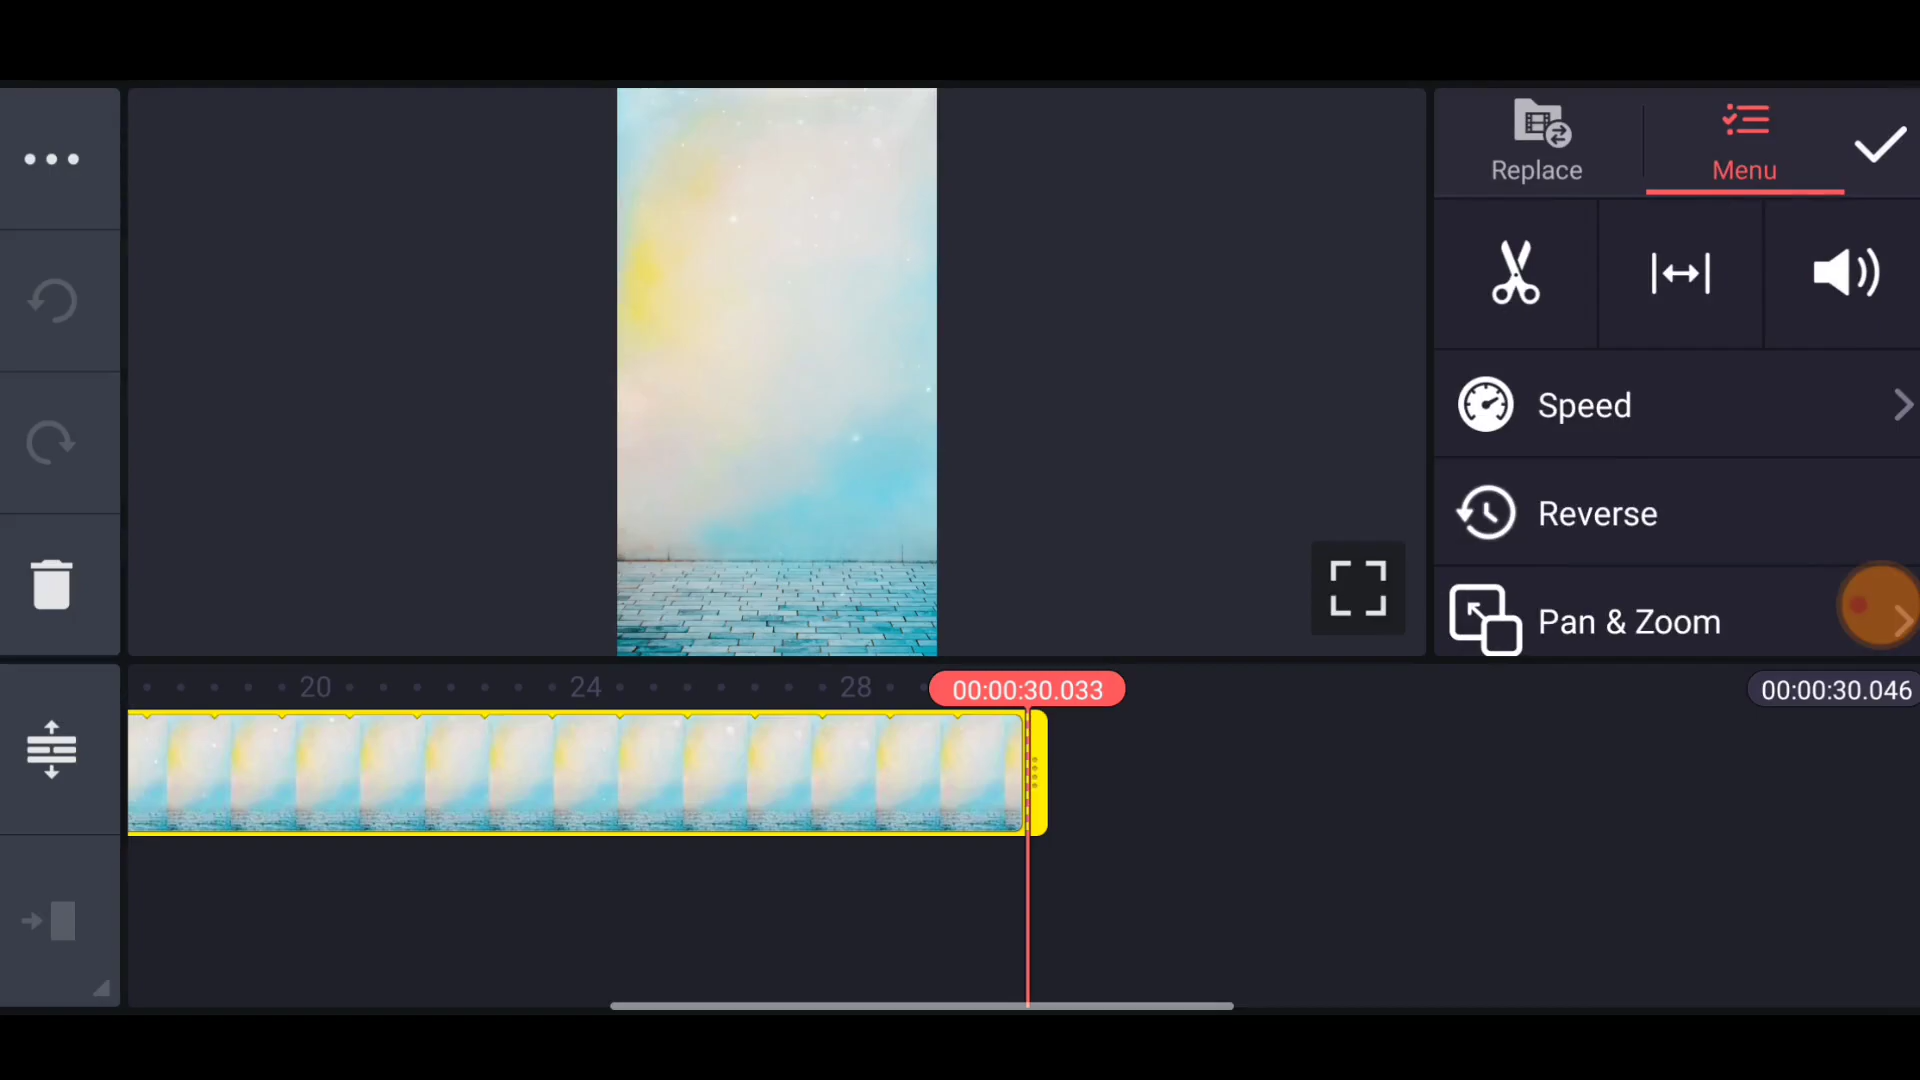 Replace
Menu
Speed
Reverse
Pan & Zoom
20
24
28
00:00:30.033
00:00:30.046